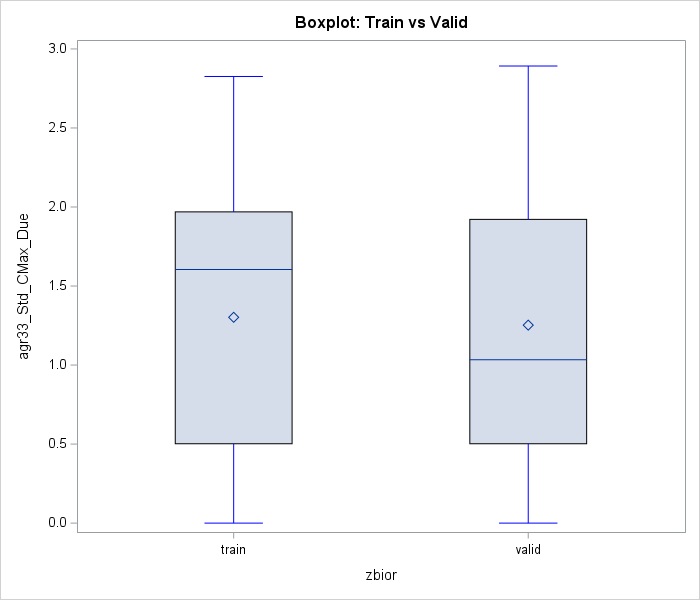 Boxplot: Train vs Valid
3.0
2.5
2.0
1.5
1.0
0.5
0.0
agr33_Std_CMax_Due
train
valid
zbior